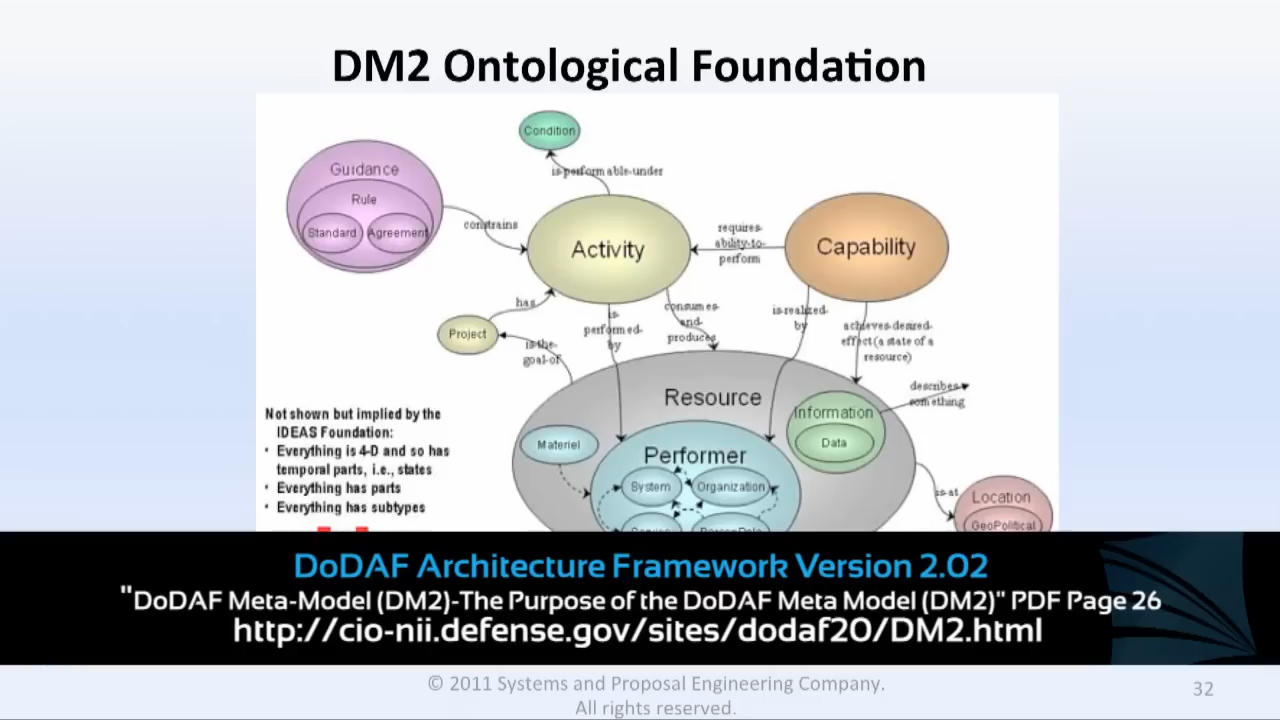 DM2 Ontological Foundation
Condition
is-performable-under
Guidance
Rule
Standard
Agreement
constrains
Activity
requires-
ability-to-
perform
Capability
has
Project
is-the-
goal-of
is-
performed-
by
consumes-
and-
produces
is-realized-
by
achieves-desired-
effect (a state of a
resource)
Resource
Information
Data
describes-
something
Materiel
Performer
System
Organization
is-at
Location
GeoPolitical
Not shown but implied by the
IDEAS Foundation:
• Everything is 4-D and so has
temporal parts, i.e., states
• Everything has parts
• Everything has subtypes
DoDAF Architecture Framework Version 2.02
"DoDAF Meta-Model (DM2)-The Purpose of the DoDAF Meta Model (DM2)" PDF Page 26
http://cio-nii.defense.gov/sites/dodaf20/DM2.html
© 2011 Systems and Proposal Engineering Company.
All rights reserved.
32